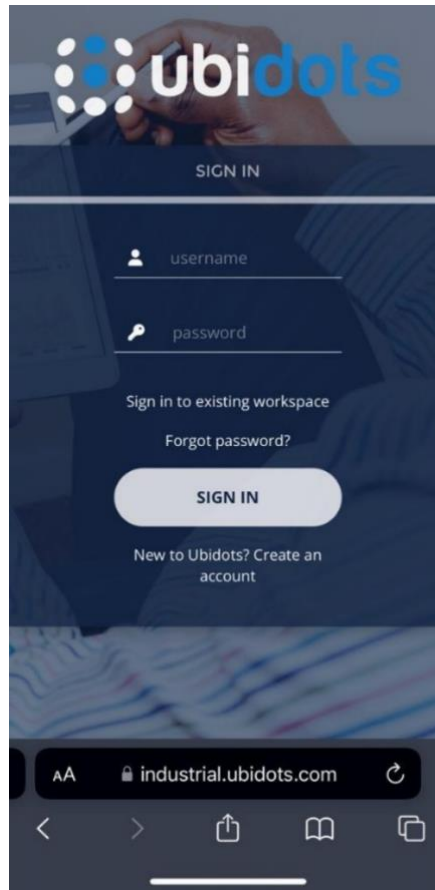 ubidots
SIGN IN
username
password
Sign in to existing workspace
Forgot password?
SIGN IN
New to Ubidots? Create an
account
AA
industrial.ubidots.com